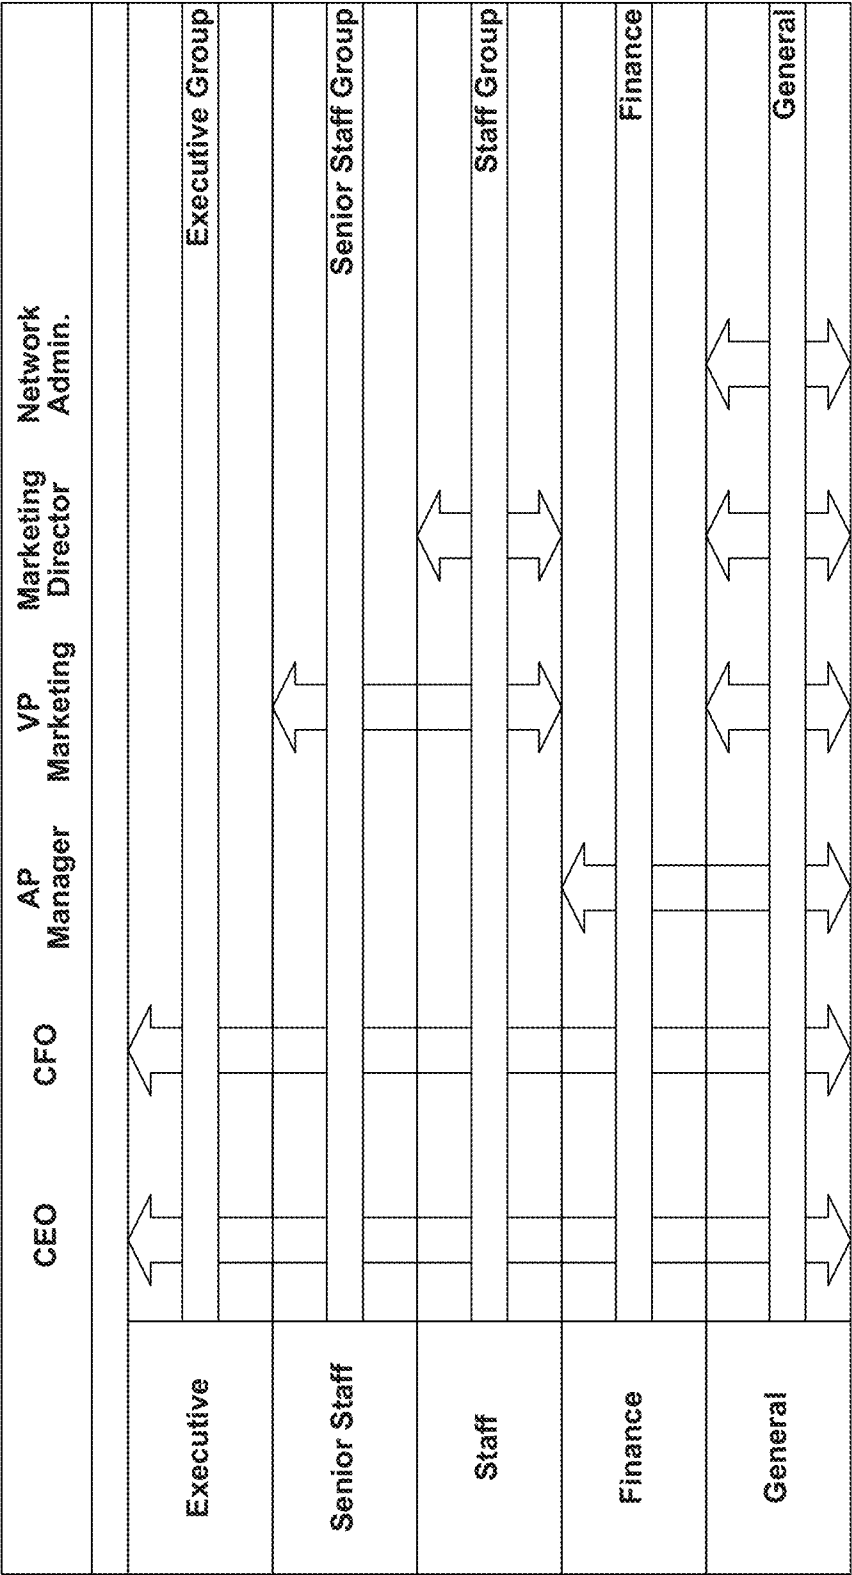 CEO
CFO
AP
Manager
VP
Marketing
Marketing
Director
Network
Admin.
Executive
Executive Group
Senior Staff
Senior Staff Group
Staff
Staff Group
Finance
Finance
General
General